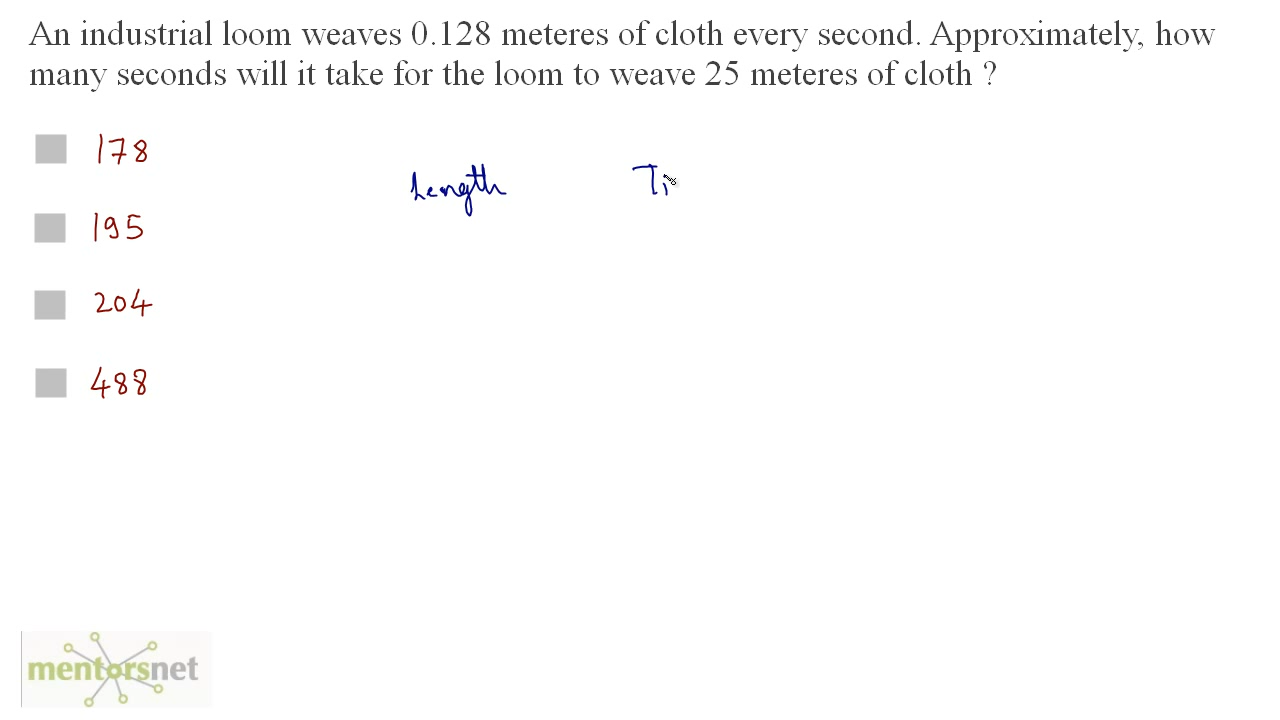 An industrial loom weaves 0.128 meteres of cloth every second. Approximately, how
many seconds will it take for the loom to weave 25 meteres of cloth ?
178
Length Ti
195
204
488
mentorsnet